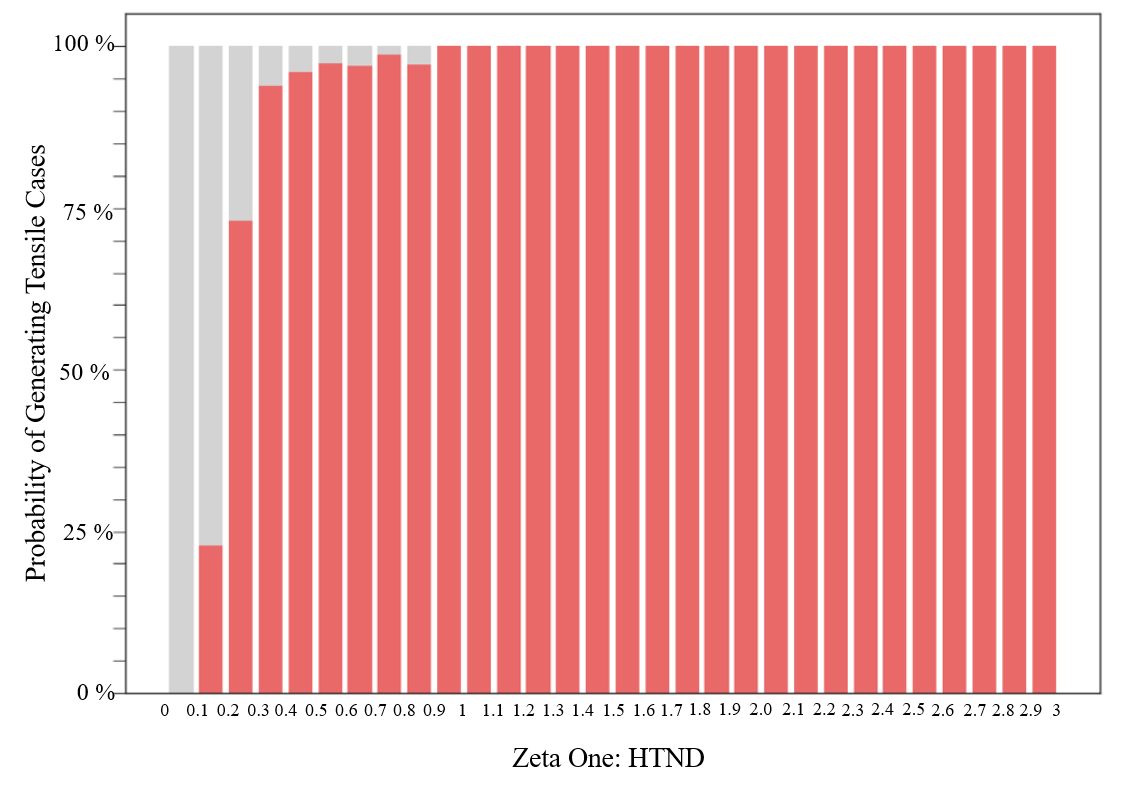 100 %
75 %
50 %
25 %
0 %
Probability of Generating Tensile Cases
0 0.1 0.2 0.3 0.4 0.5 0.6 0.7 0.8 0.9 1 1.1 1.2 1.3 1.4 1.5 1.6 1.7 1.8 1.9 2.0 2.1 2.2 2.3 2.4 2.5 2.6 2.7 2.8 2.9 3
Zeta One: HTND